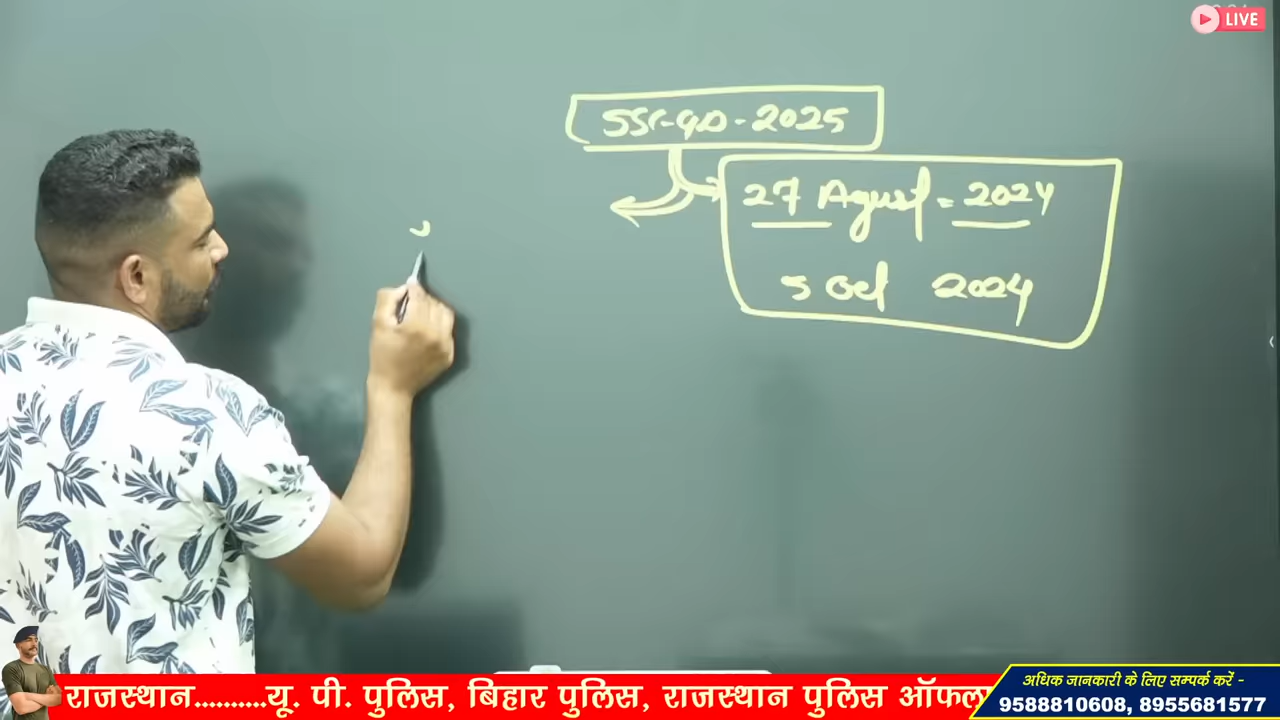 LIVE
SSC-GD-2025
27 Agust = 2024
5 Oct 2024
राजस्थान..........यू. पी. पुलिस, बिहार पुलिस, राजस्थान पुलिस ऑफला
अधिक जानकारी के लिए सम्पर्क करें -
9588810608, 8955681577